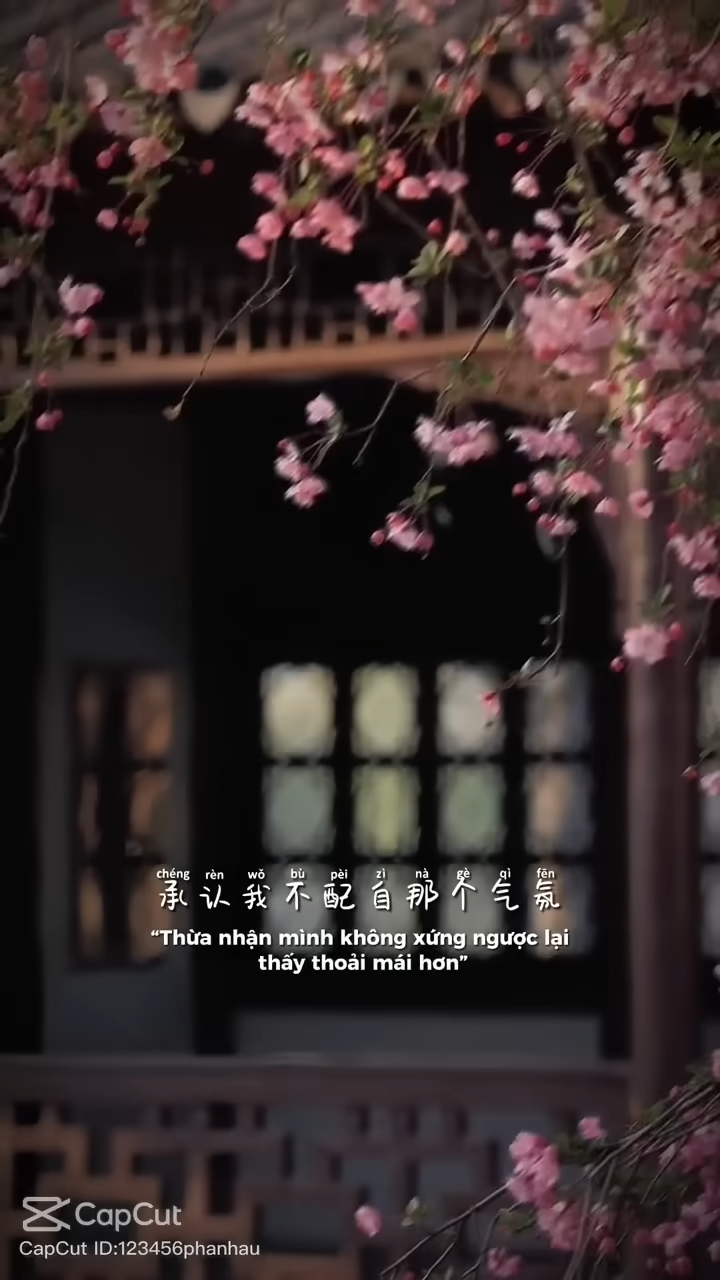 chéng rèn wǒ bù pèi zì nà gè qì fēn
承认我不配自那个气氛
“Thừa nhận mình không xứng ngược lại
thấy thoải mái hơn”
CapCut
CapCut ID:123456phanhau